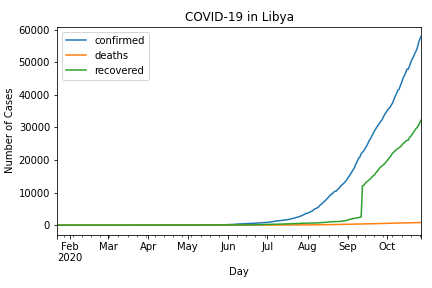 COVID-19 in Libya
confirmed
deaths
recovered
60000
50000
40000
30000
20000
10000
0
Number of Cases
Feb Mar Apr May Jun Jul Aug Sep Oct
2020
Day